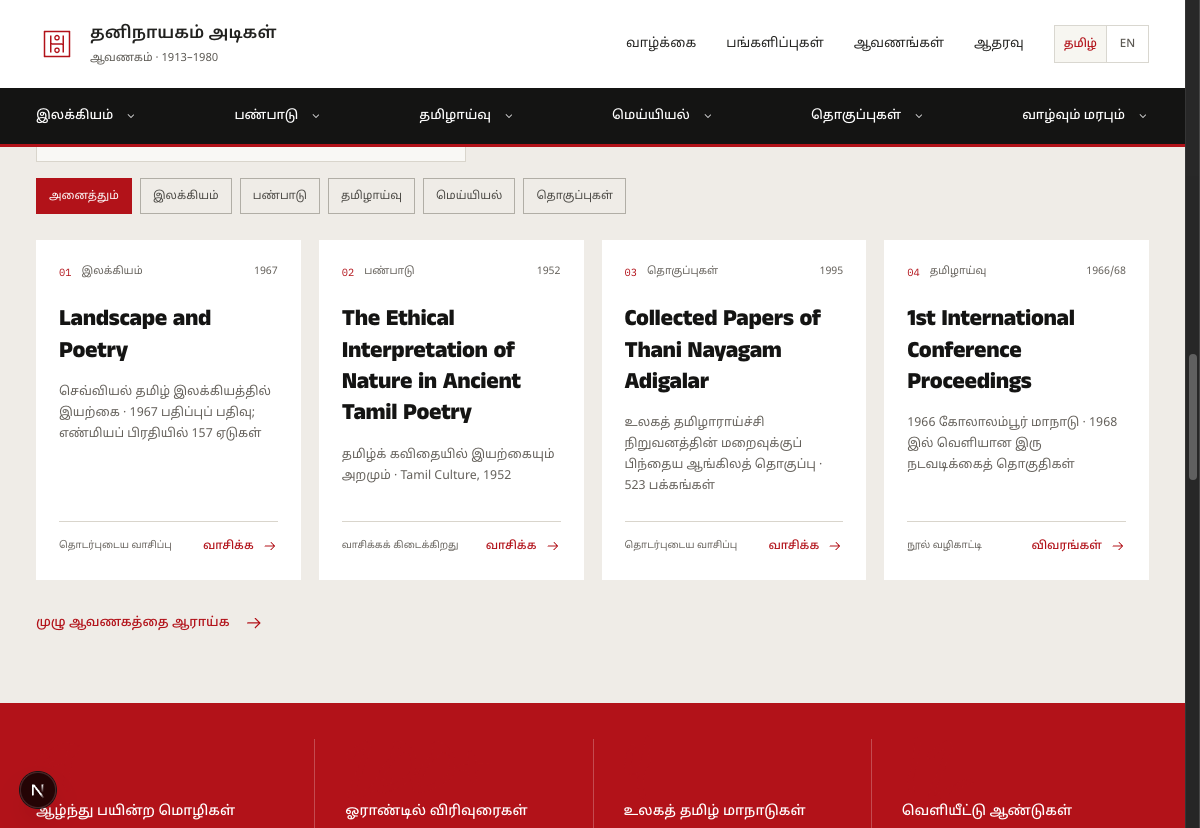 தனிநாயகம் அடிகள்
ஆவணகம் · 1913–1980
வாழ்க்கை பங்களிப்புகள் ஆவணங்கள் ஆதரவு தமிழ் EN
இலக்கியம் பண்பாடு தமிழாய்வு மெய்யியல் தொகுப்புகள் வாழ்வும் மரபும்
அனைத்தும் இலக்கியம் பண்பாடு தமிழாய்வு மெய்யியல் தொகுப்புகள்
01 இலக்கியம் 1967
Landscape and
Poetry
செவ்வியல் தமிழ் இலக்கியத்தில்
இயற்கை · 1967 பதிப்புப் பதிவு;
எண்மியப் பிரதியில் 157 ஏடுகள்
தொடர்புடைய வாசிப்பு வாசிக்க →
02 பண்பாடு 1952
The Ethical
Interpretation of
Nature in Ancient
Tamil Poetry
தமிழ்க் கவிதையில் இயற்கையும்
அறமும் · Tamil Culture, 1952
வாசிக்கக் கிடைக்கிறது வாசிக்க →
03 தொகுப்புகள் 1995
Collected Papers of
Thani Nayagam
Adigalar
உலகத் தமிழாராய்ச்சி
நிறுவனத்தின் மறைவுக்குப்
பிந்தைய ஆங்கிலத் தொகுப்பு ·
523 பக்கங்கள்
தொடர்புடைய வாசிப்பு வாசிக்க →
04 தமிழாய்வு 1966/68
1st International
Conference
Proceedings
1966 கோலாலம்பூர் மாநாடு · 1968
இல் வெளியான இரு
நடவடிக்கைத் தொகுதிகள்
நூல் வழிகாட்டி விவரங்கள் →
முழு ஆவணகத்தை ஆராய்க →
N
ஆழ்ந்து பயின்ற மொழிகள் ஓராண்டில் விரிவுரைகள் உலகத் தமிழ் மாநாடுகள் வெளியீட்டு ஆண்டுகள்